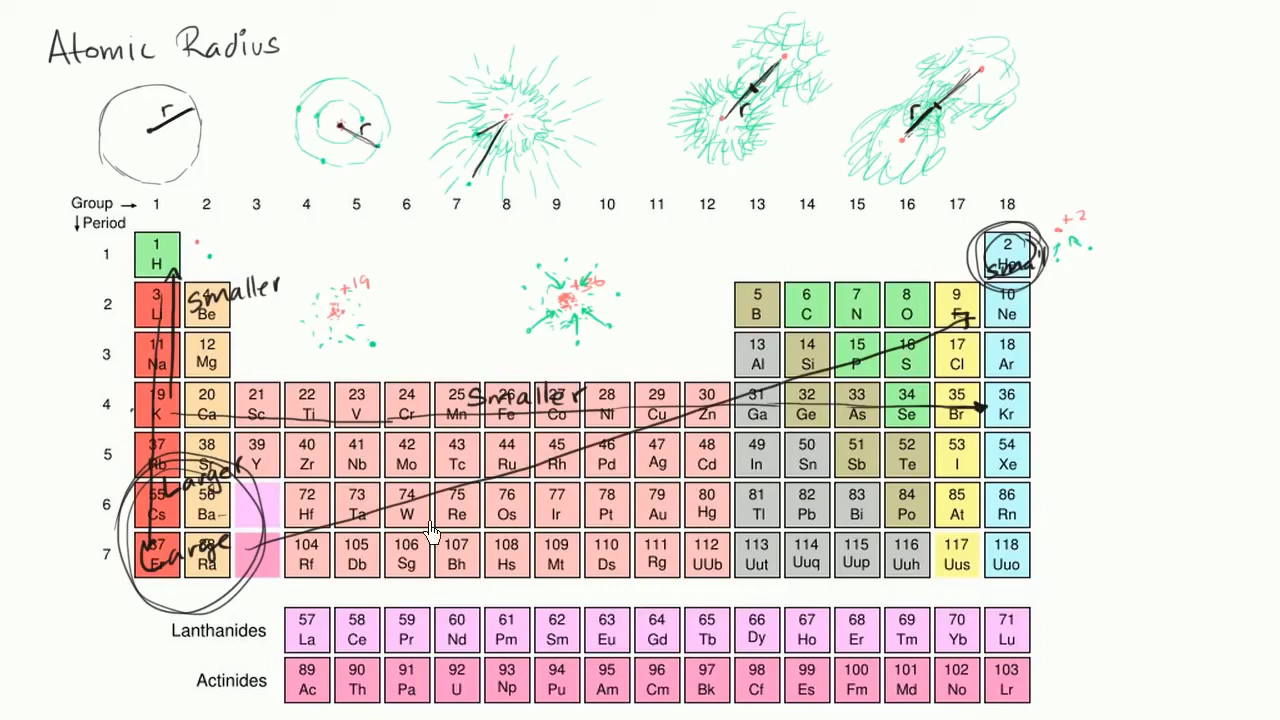 Atomic Radius
r r r r
Group → 1 2 3 4 5 6 7 8 9 10 11 12 13 14 15 16 17 18
↓Period
+2
1 1 2
H He small
Smaller +19 +36
2 3 4 5 6 7 8 9 10
Li Be B C N O F Ne
3 11 12 13 14 15 16 17 18
Na Mg Al Si P S Cl Ar
Smaller
4 19 20 21 22 23 24 25 26 27 28 29 30 31 32 33 34 35 36
K Ca Sc Ti V Cr Mn Fe Co Ni Cu Zn Ga Ge As Se Br Kr
5 37 38 39 40 41 42 43 44 45 46 47 48 49 50 51 52 53 54
Rb Sr Y Zr Nb Mo Tc Ru Rh Pd Ag Cd In Sn Sb Te I Xe
Larger
6 55 56 72 73 74 75 76 77 78 79 80 81 82 83 84 85 86
Cs Ba Hf Ta W Re Os Ir Pt Au Hg Tl Pb Bi Po At Rn
Large
7 87 88 104 105 106 107 108 109 110 111 112 113 114 115 116 117 118
Fr Ra Rf Db Sg Bh Hs Mt Ds Rg UUb Uut Uuq Uup Uuh Uus Uuo
57 58 59 60 61 62 63 64 65 66 67 68 69 70 71
Lanthanides La Ce Pr Nd Pm Sm Eu Gd Tb Dy Ho Er Tm Yb Lu
89 90 91 92 93 94 95 96 97 98 99 100 101 102 103
Actinides Ac Th Pa U Np Pu Am Cm Bk Cf Es Fm Md No Lr